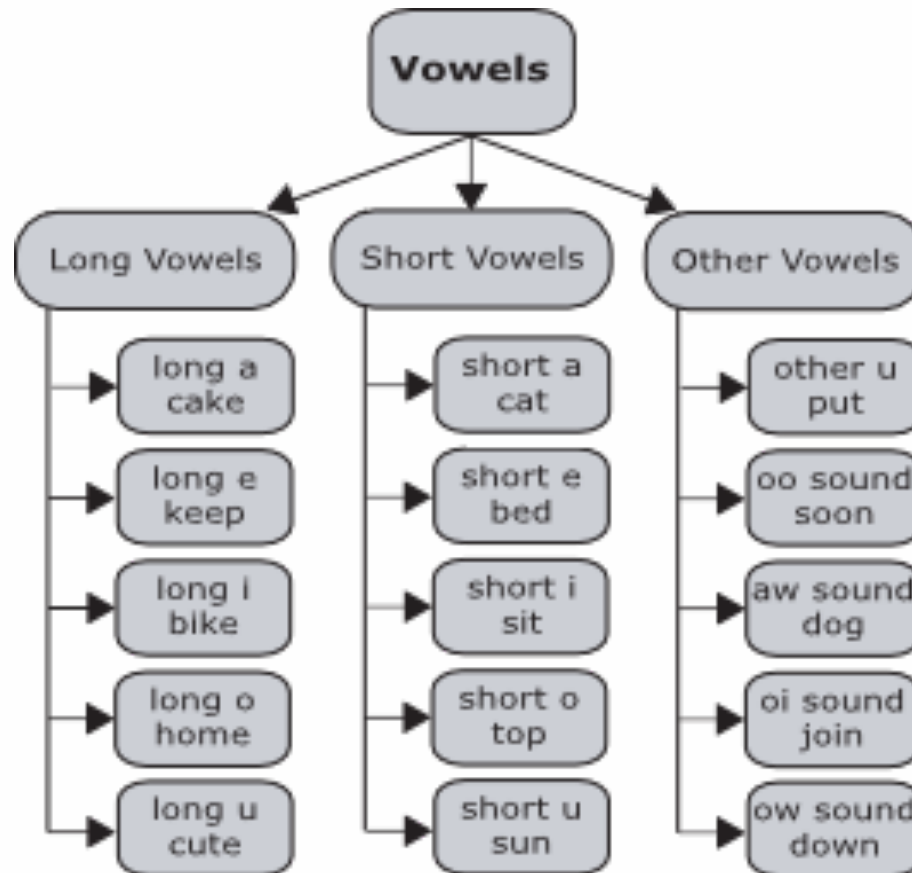 Vowels
Long Vowels
long a
cake
long e
keep
long i
bike
long o
home
long u
cute
Short Vowels
short a
cat
short e
bed
short i
sit
short o
top
short u
sun
Other Vowels
other u
put
oo sound
soon
aw sound
dog
oi sound
join
ow sound
down